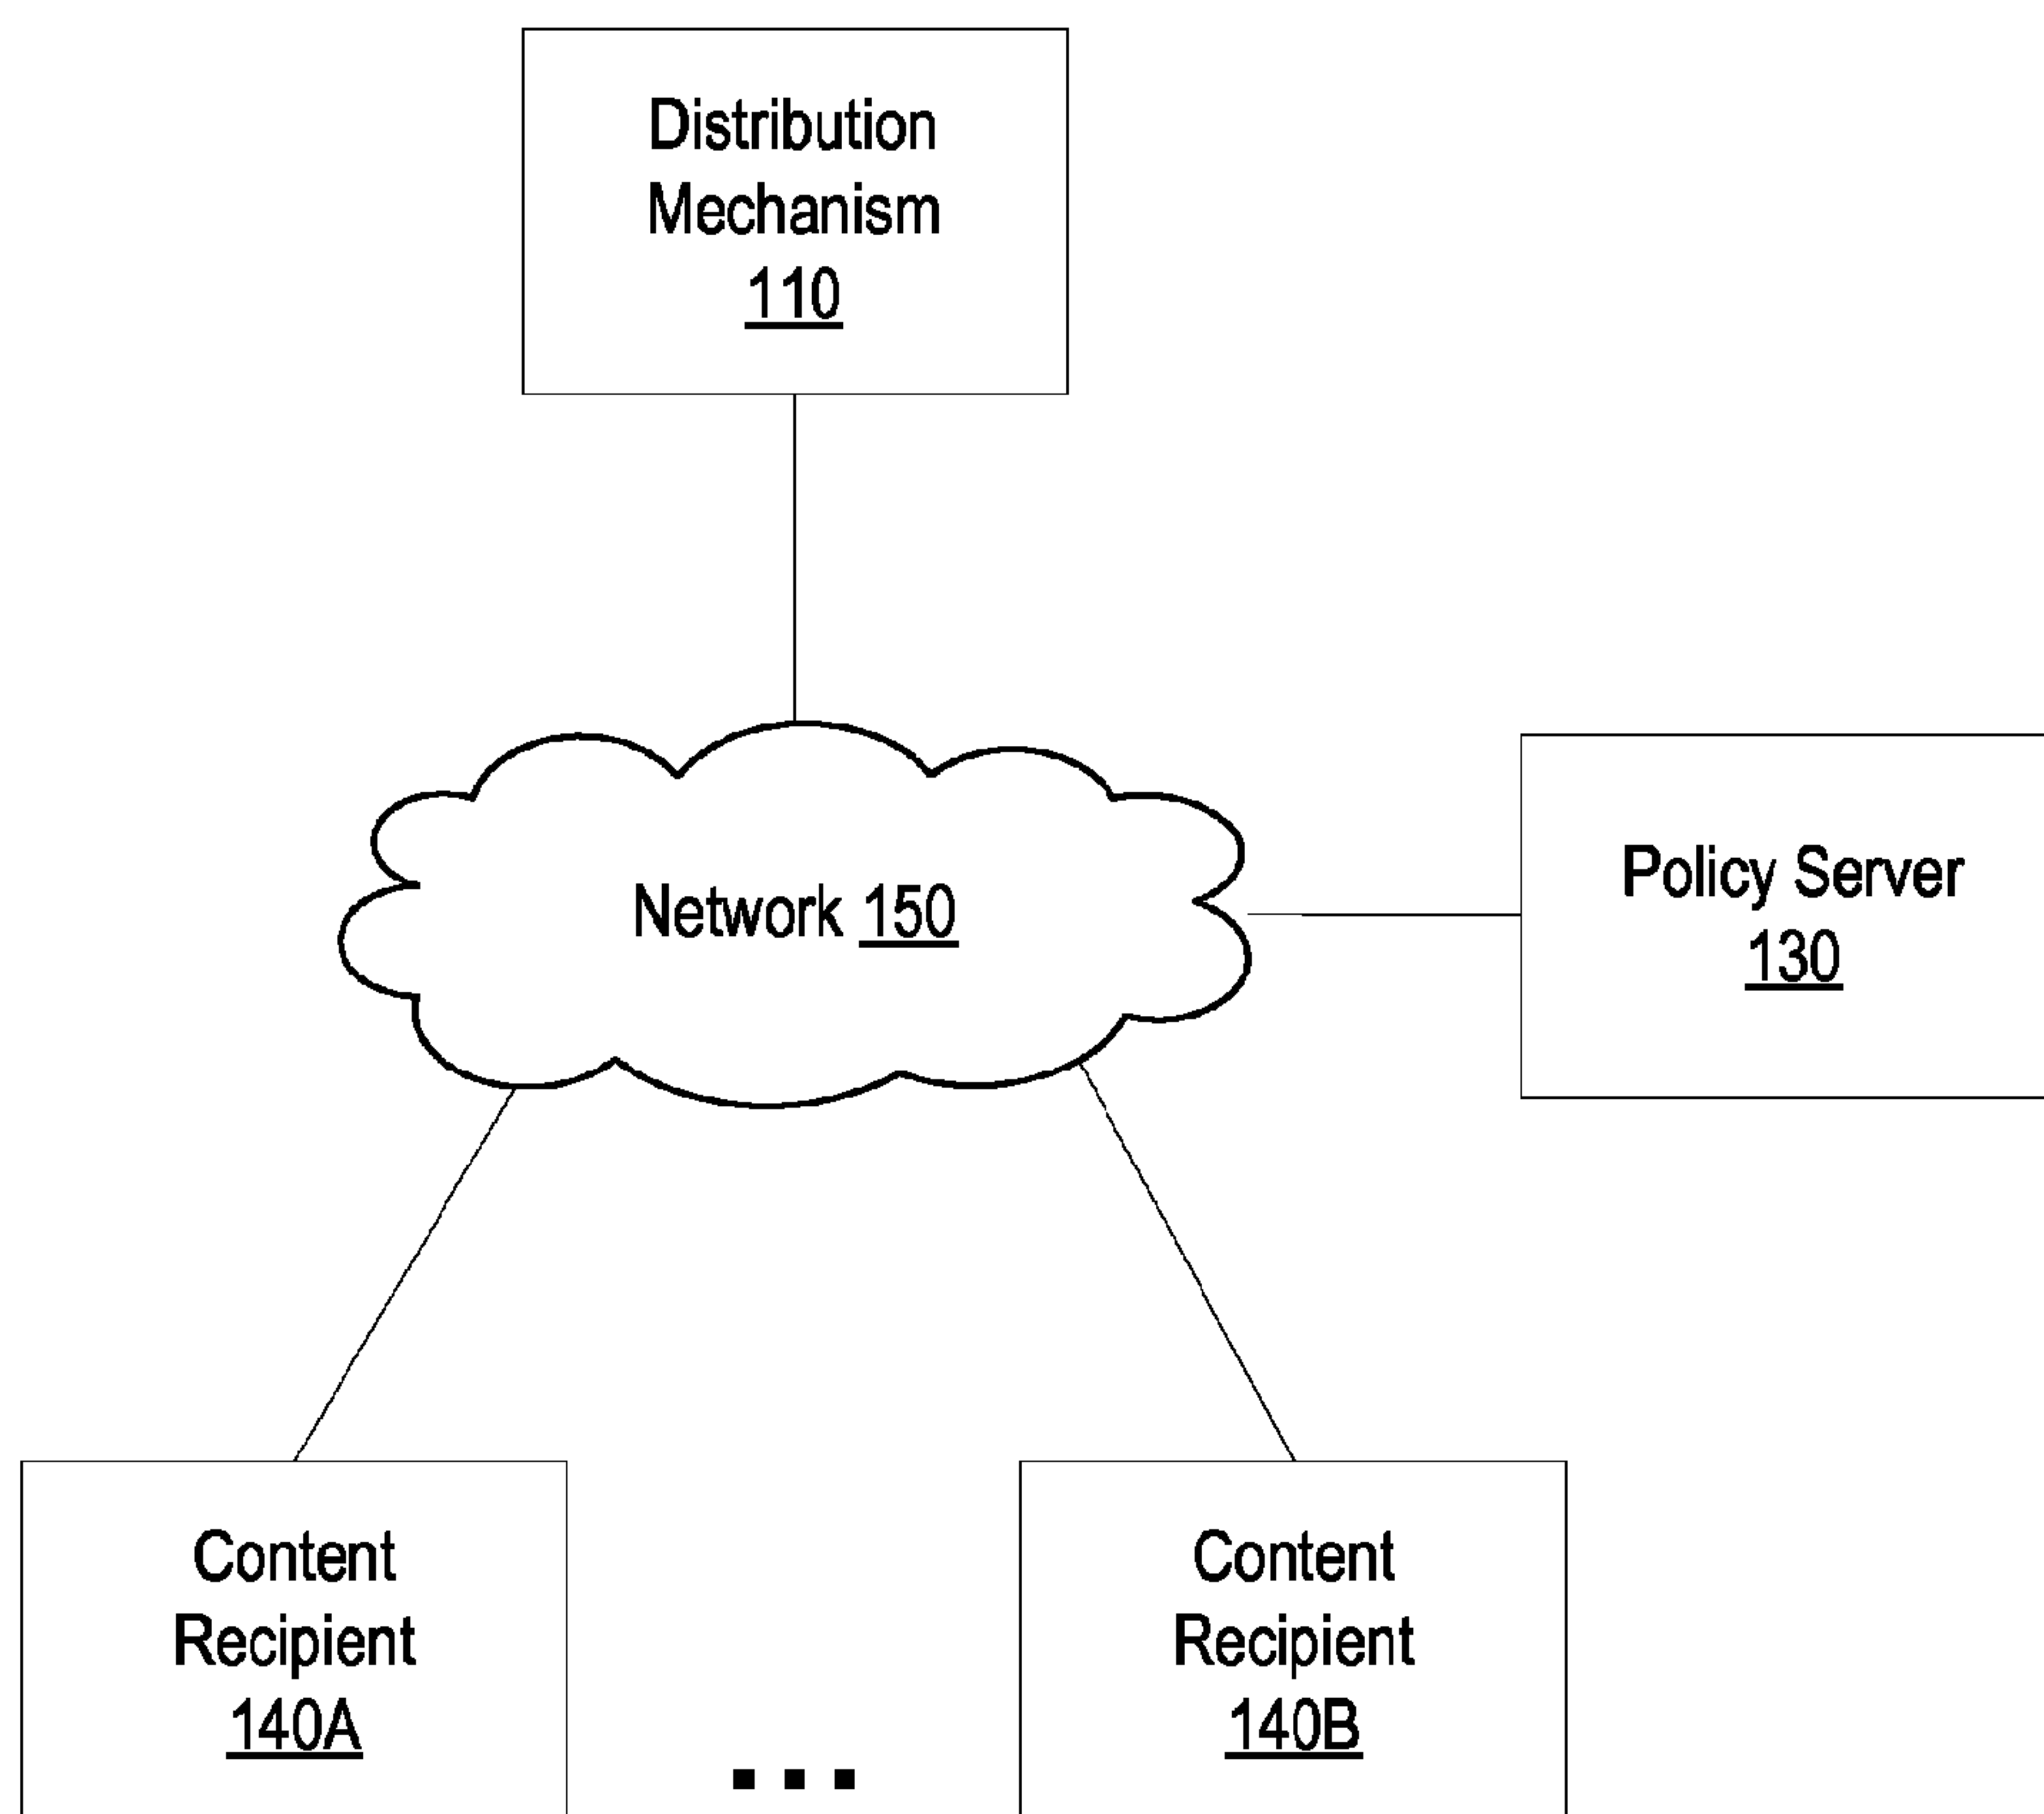 Distribution
Mechanism
110
Network 150
Policy Server
130
Content
Recipient
140A
Content
Recipient
140B